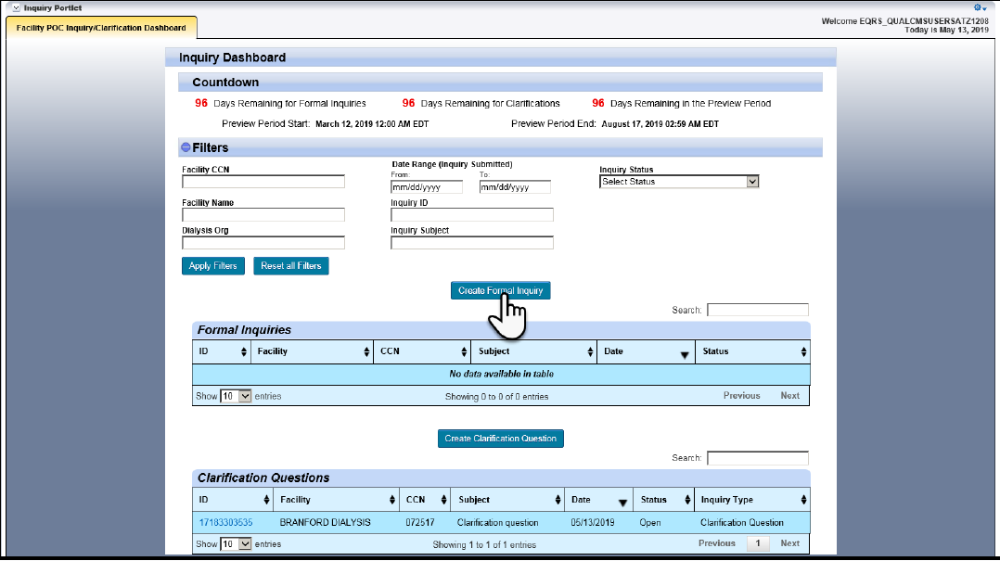 Inquiry Portlet
Facility POC Inquiry/Clarification Dashboard
Welcome EQRS_QUALCMSUSERSATZ1208
Today is May 13, 2019
Inquiry Dashboard
Countdown
96 Days Remaining for Formal Inquiries 96 Days Remaining for Clarifications 96 Days Remaining in the Preview Period
Preview Period Start: March 12, 2019 12:00 AM EDT Preview Period End: August 17, 2019 02:59 AM EDT
Filters
Facility CCN Date Range (Inquiry Submitted) Inquiry Status
From: To:
mm/dd/yyyy mm/dd/yyyy Select Status
Facility Name Inquiry ID
Dialysis Org Inquiry Subject
Apply Filters Reset all Filters
Create Formal Inquiry
Search:
Formal Inquiries
ID Facility CCN Subject Date Status
No data available in table
Show 10 entries Showing 0 to 0 of 0 entries Previous Next
Create Clarification Question
Search:
Clarification Questions
ID Facility CCN Subject Date Status Inquiry Type
17183303535 BRANFORD DIALYSIS 072517 Clarification question 05/13/2019 Open Clarification Question
Show 10 entries Showing 1 to 1 of 1 entries Previous 1 Next